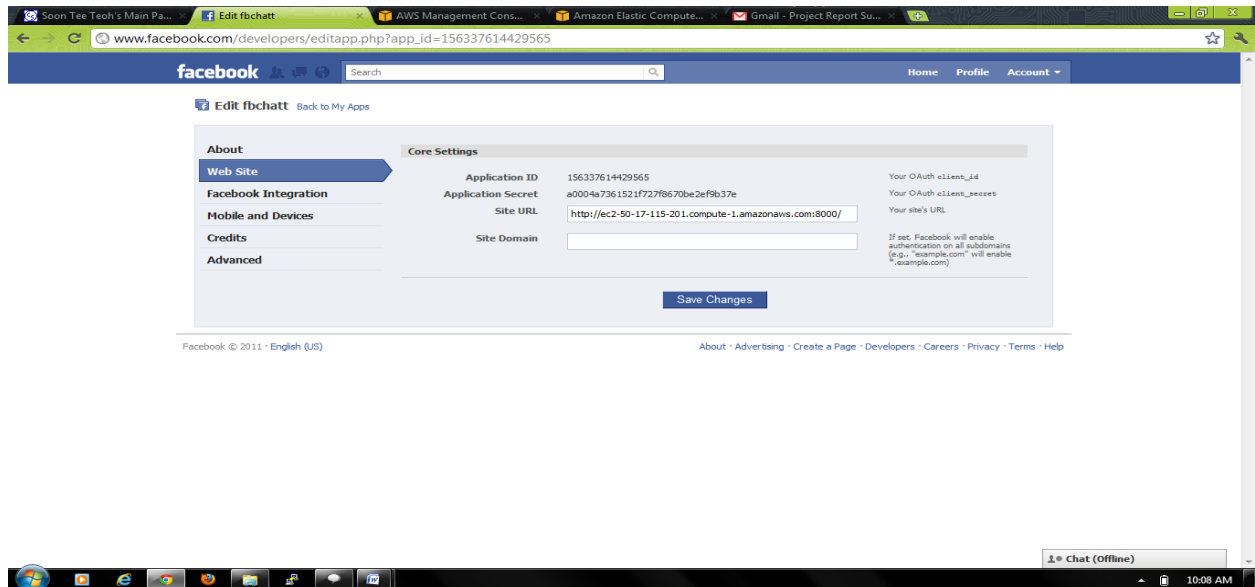 Soon Tee Teoh's Main Pa...
Edit fbchatt
AWS Management Cons...
Amazon Elastic Compute...
Gmail - Project Report Su...
www.facebook.com/developers/editapp.php?app_id=156337614429565
facebook
Search
Home Profile Account
Edit fbchatt Back to My Apps
About
Web Site
Facebook Integration
Mobile and Devices
Credits
Advanced
Core Settings
Application ID 156337614429565 Your OAuth client_id
Application Secret a0004a7361521f727f8670be2ef9b37e Your OAuth client_secret
Site URL http://ec2-50-17-115-201.compute-1.amazonaws.com:8000/ Your site's URL
Site Domain If set, Facebook will enable
authentication on all subdomains
(e.g., "example.com" will enable
*.example.com)
Save Changes
Facebook © 2011 · English (US)
About · Advertising · Create a Page · Developers · Careers · Privacy · Terms · Help
Chat (Offline)
10:08 AM